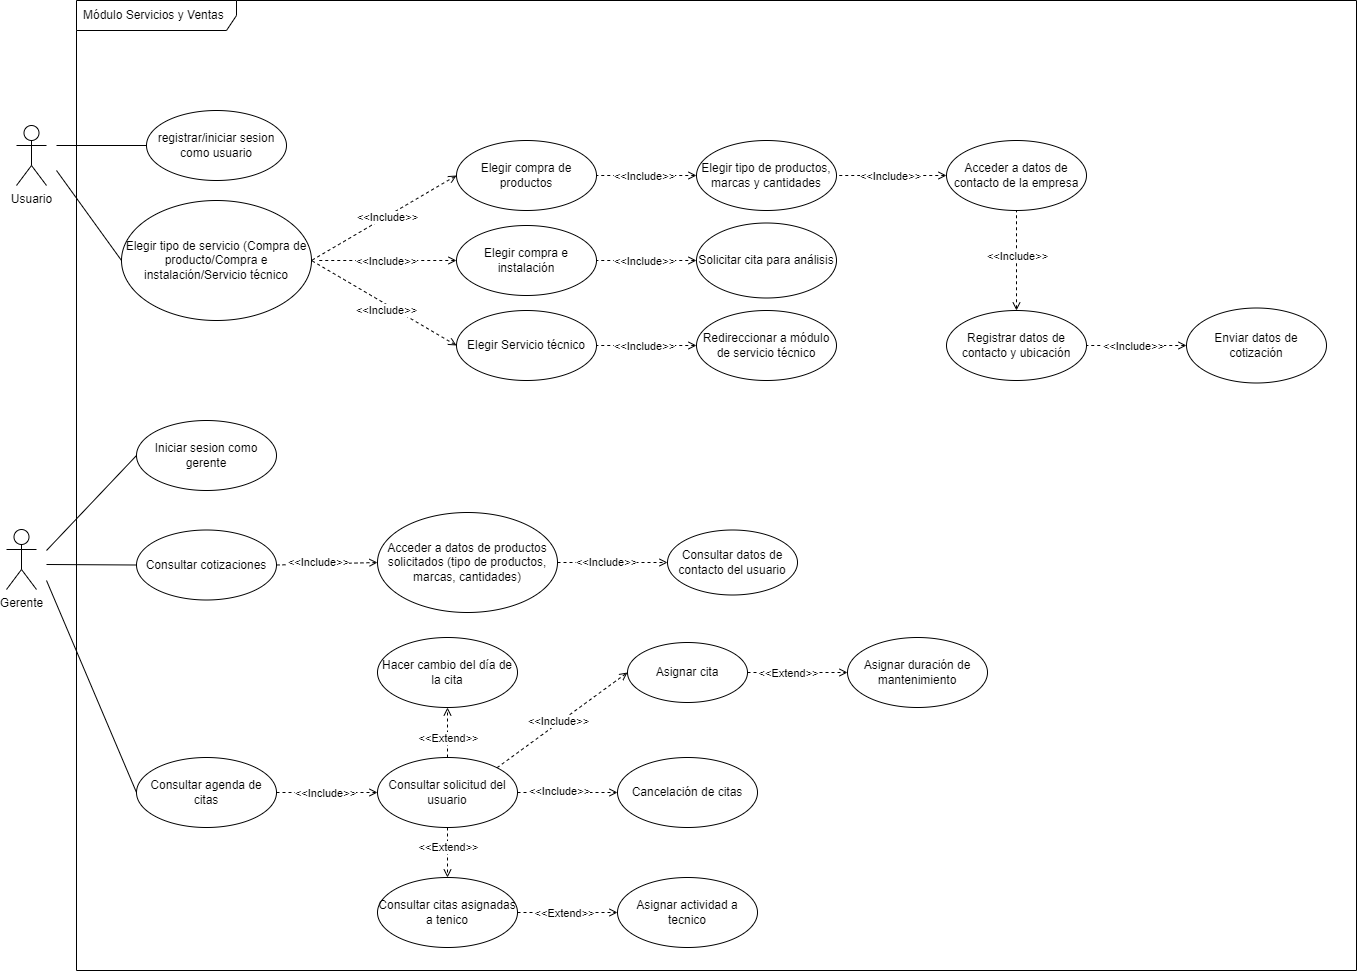 Módulo Servicios y Ventas
registrar/iniciar sesion
como usuario
Usuario
Elegir tipo de servicio (Compra de
producto/Compra e
instalación/Servicio técnico
<<Include>>
<<Include>>
<<Include>>
Elegir compra de
productos
<<Include>>
Elegir tipo de productos,
marcas y cantidades
<<Include>>
Acceder a datos de
contacto de la empresa
<<Include>>
Elegir compra e
instalación
<<Include>>
Solicitar cita para análisis
Elegir Servicio técnico
<<Include>>
Redireccionar a módulo
de servicio técnico
Registrar datos de
contacto y ubicación
<<Include>>
Enviar datos de
cotización
Iniciar sesion como
gerente
Gerente
Consultar cotizaciones
<<Include>>
Acceder a datos de productos
solicitados (tipo de productos,
marcas, cantidades)
<<Include>>
Consultar datos de
contacto del usuario
Hacer cambio del día de
la cita
<<Extend>>
<<Include>>
Asignar cita
<<Extend>>
Asignar duración de
mantenimiento
Consultar agenda de
citas
<<Include>>
Consultar solicitud del
usuario
<<Include>>
Cancelación de citas
<<Extend>>
Consultar citas asignadas
a tenico
<<Extend>>
Asignar actividad a
tecnico